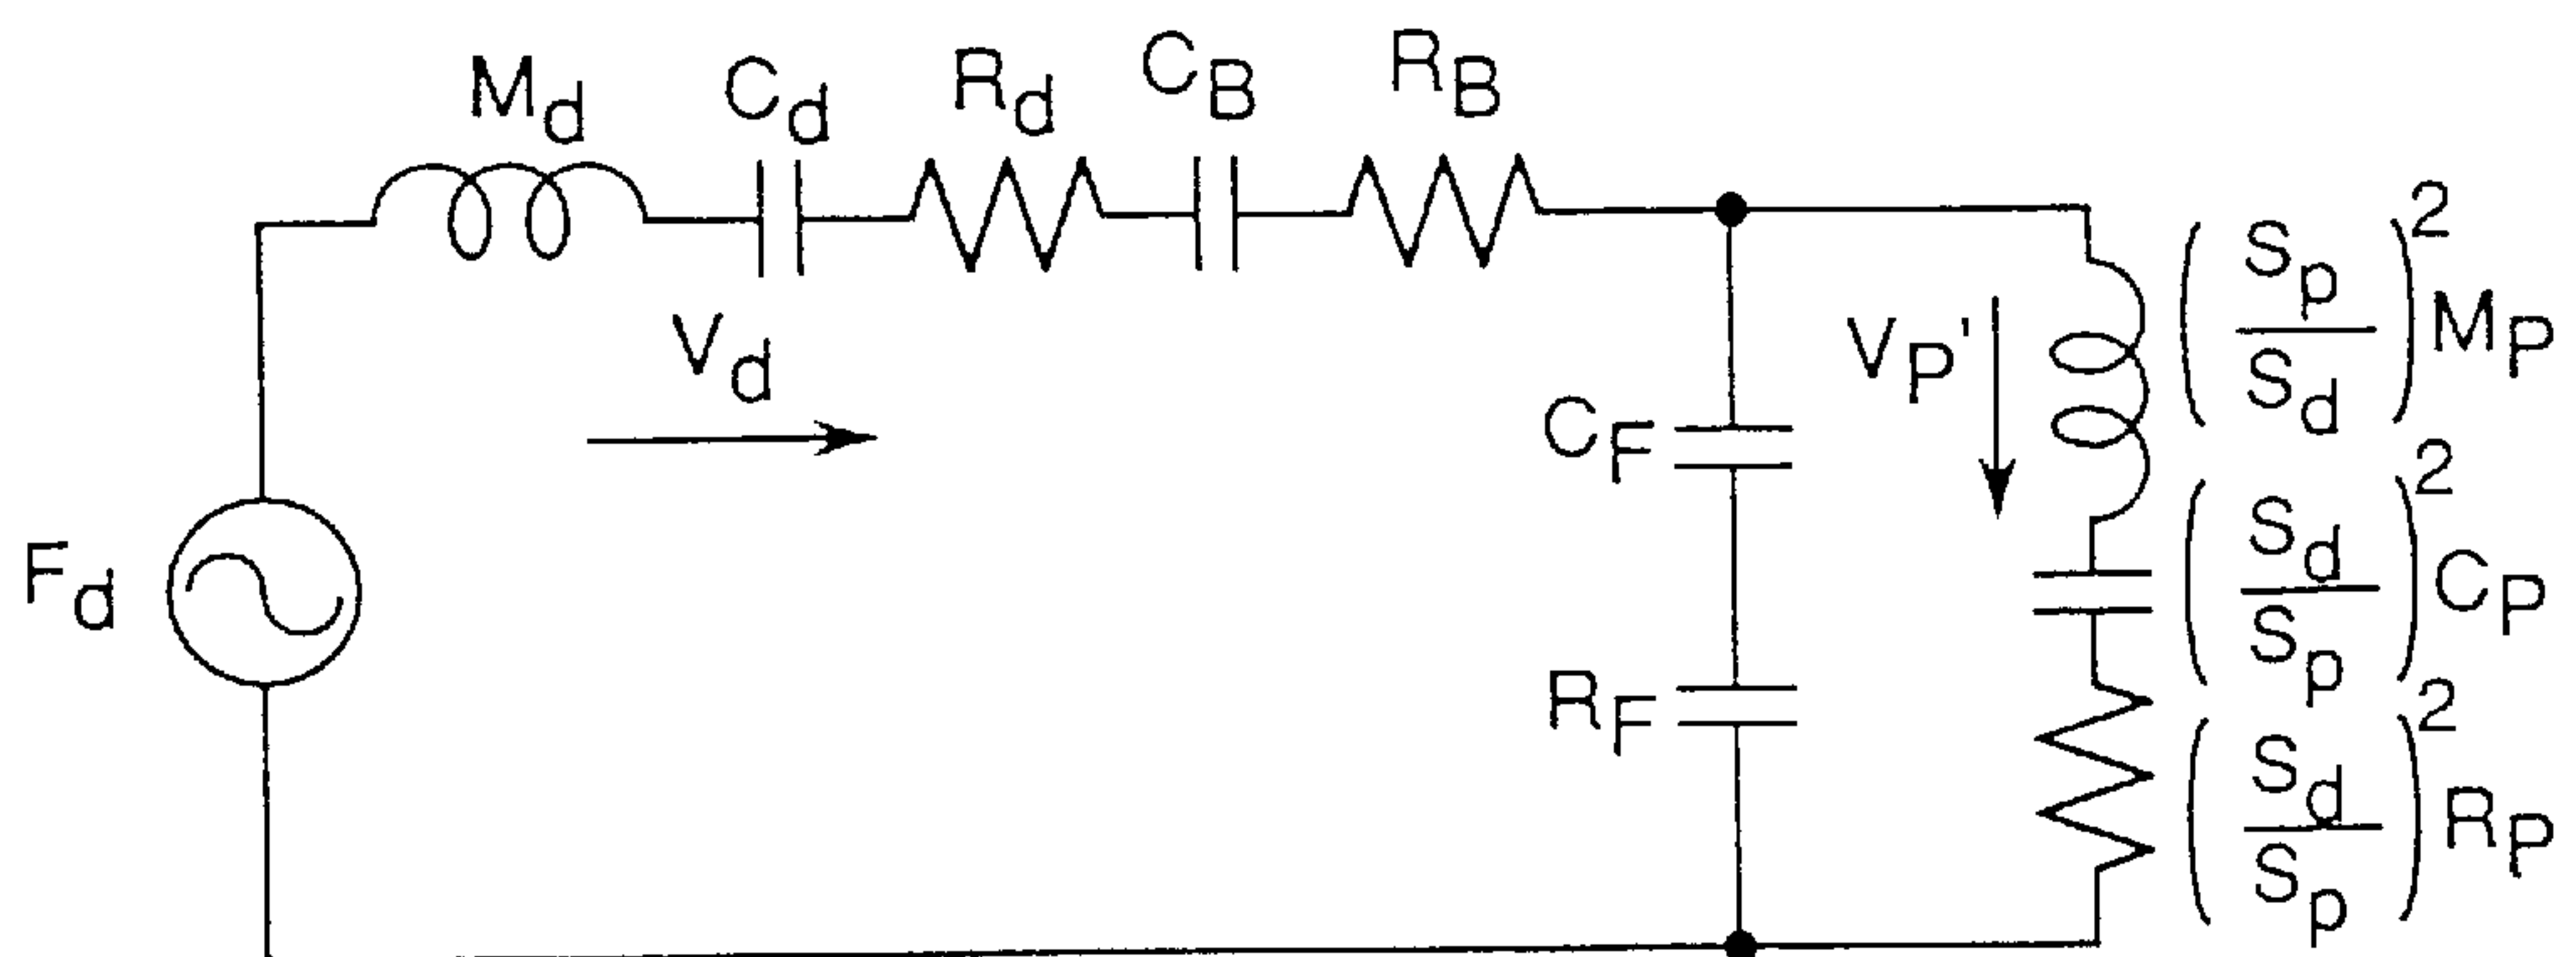 Md
Cd
Rd
CB
RB
Vd
Fd
CF
RF
VP'
(Sp/Sd)2MP
(Sd/Sp)2CP
(Sd/Sp)2RP